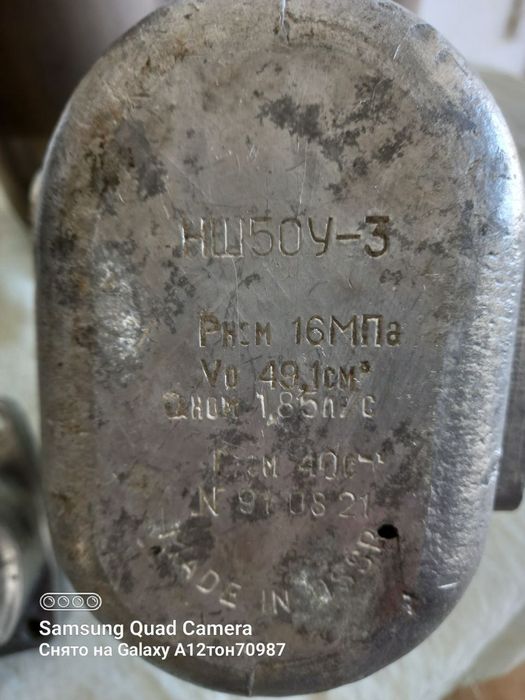 НШ50У-3
Рном 16МПа
Vo 49,1см³
Qном 1,85л/с
N 91 08 21
MADE IN USSR
Samsung Quad Camera
Снято на Galaxy A12тон70987